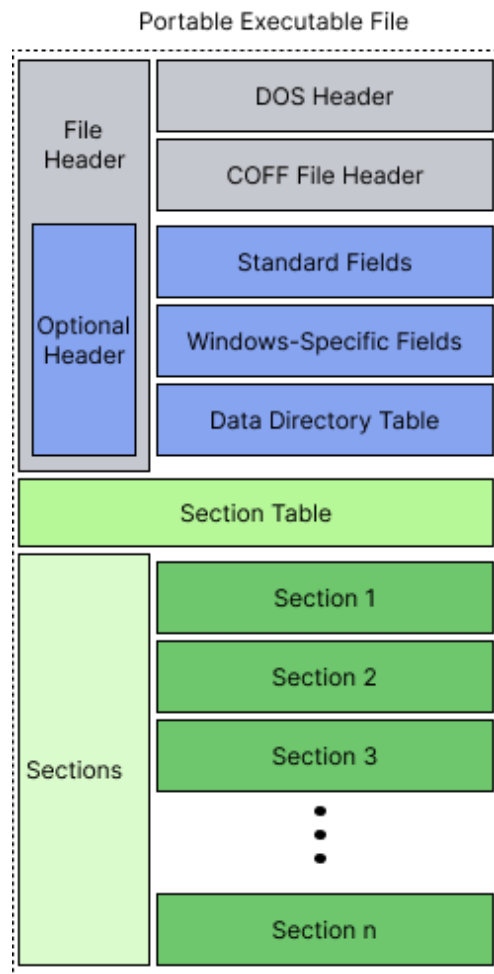 Portable Executable File
File
Header
DOS Header
COFF File Header
Optional
Header
Standard Fields
Windows-Specific Fields
Data Directory Table
Section Table
Sections
Section 1
Section 2
Section 3
Section n